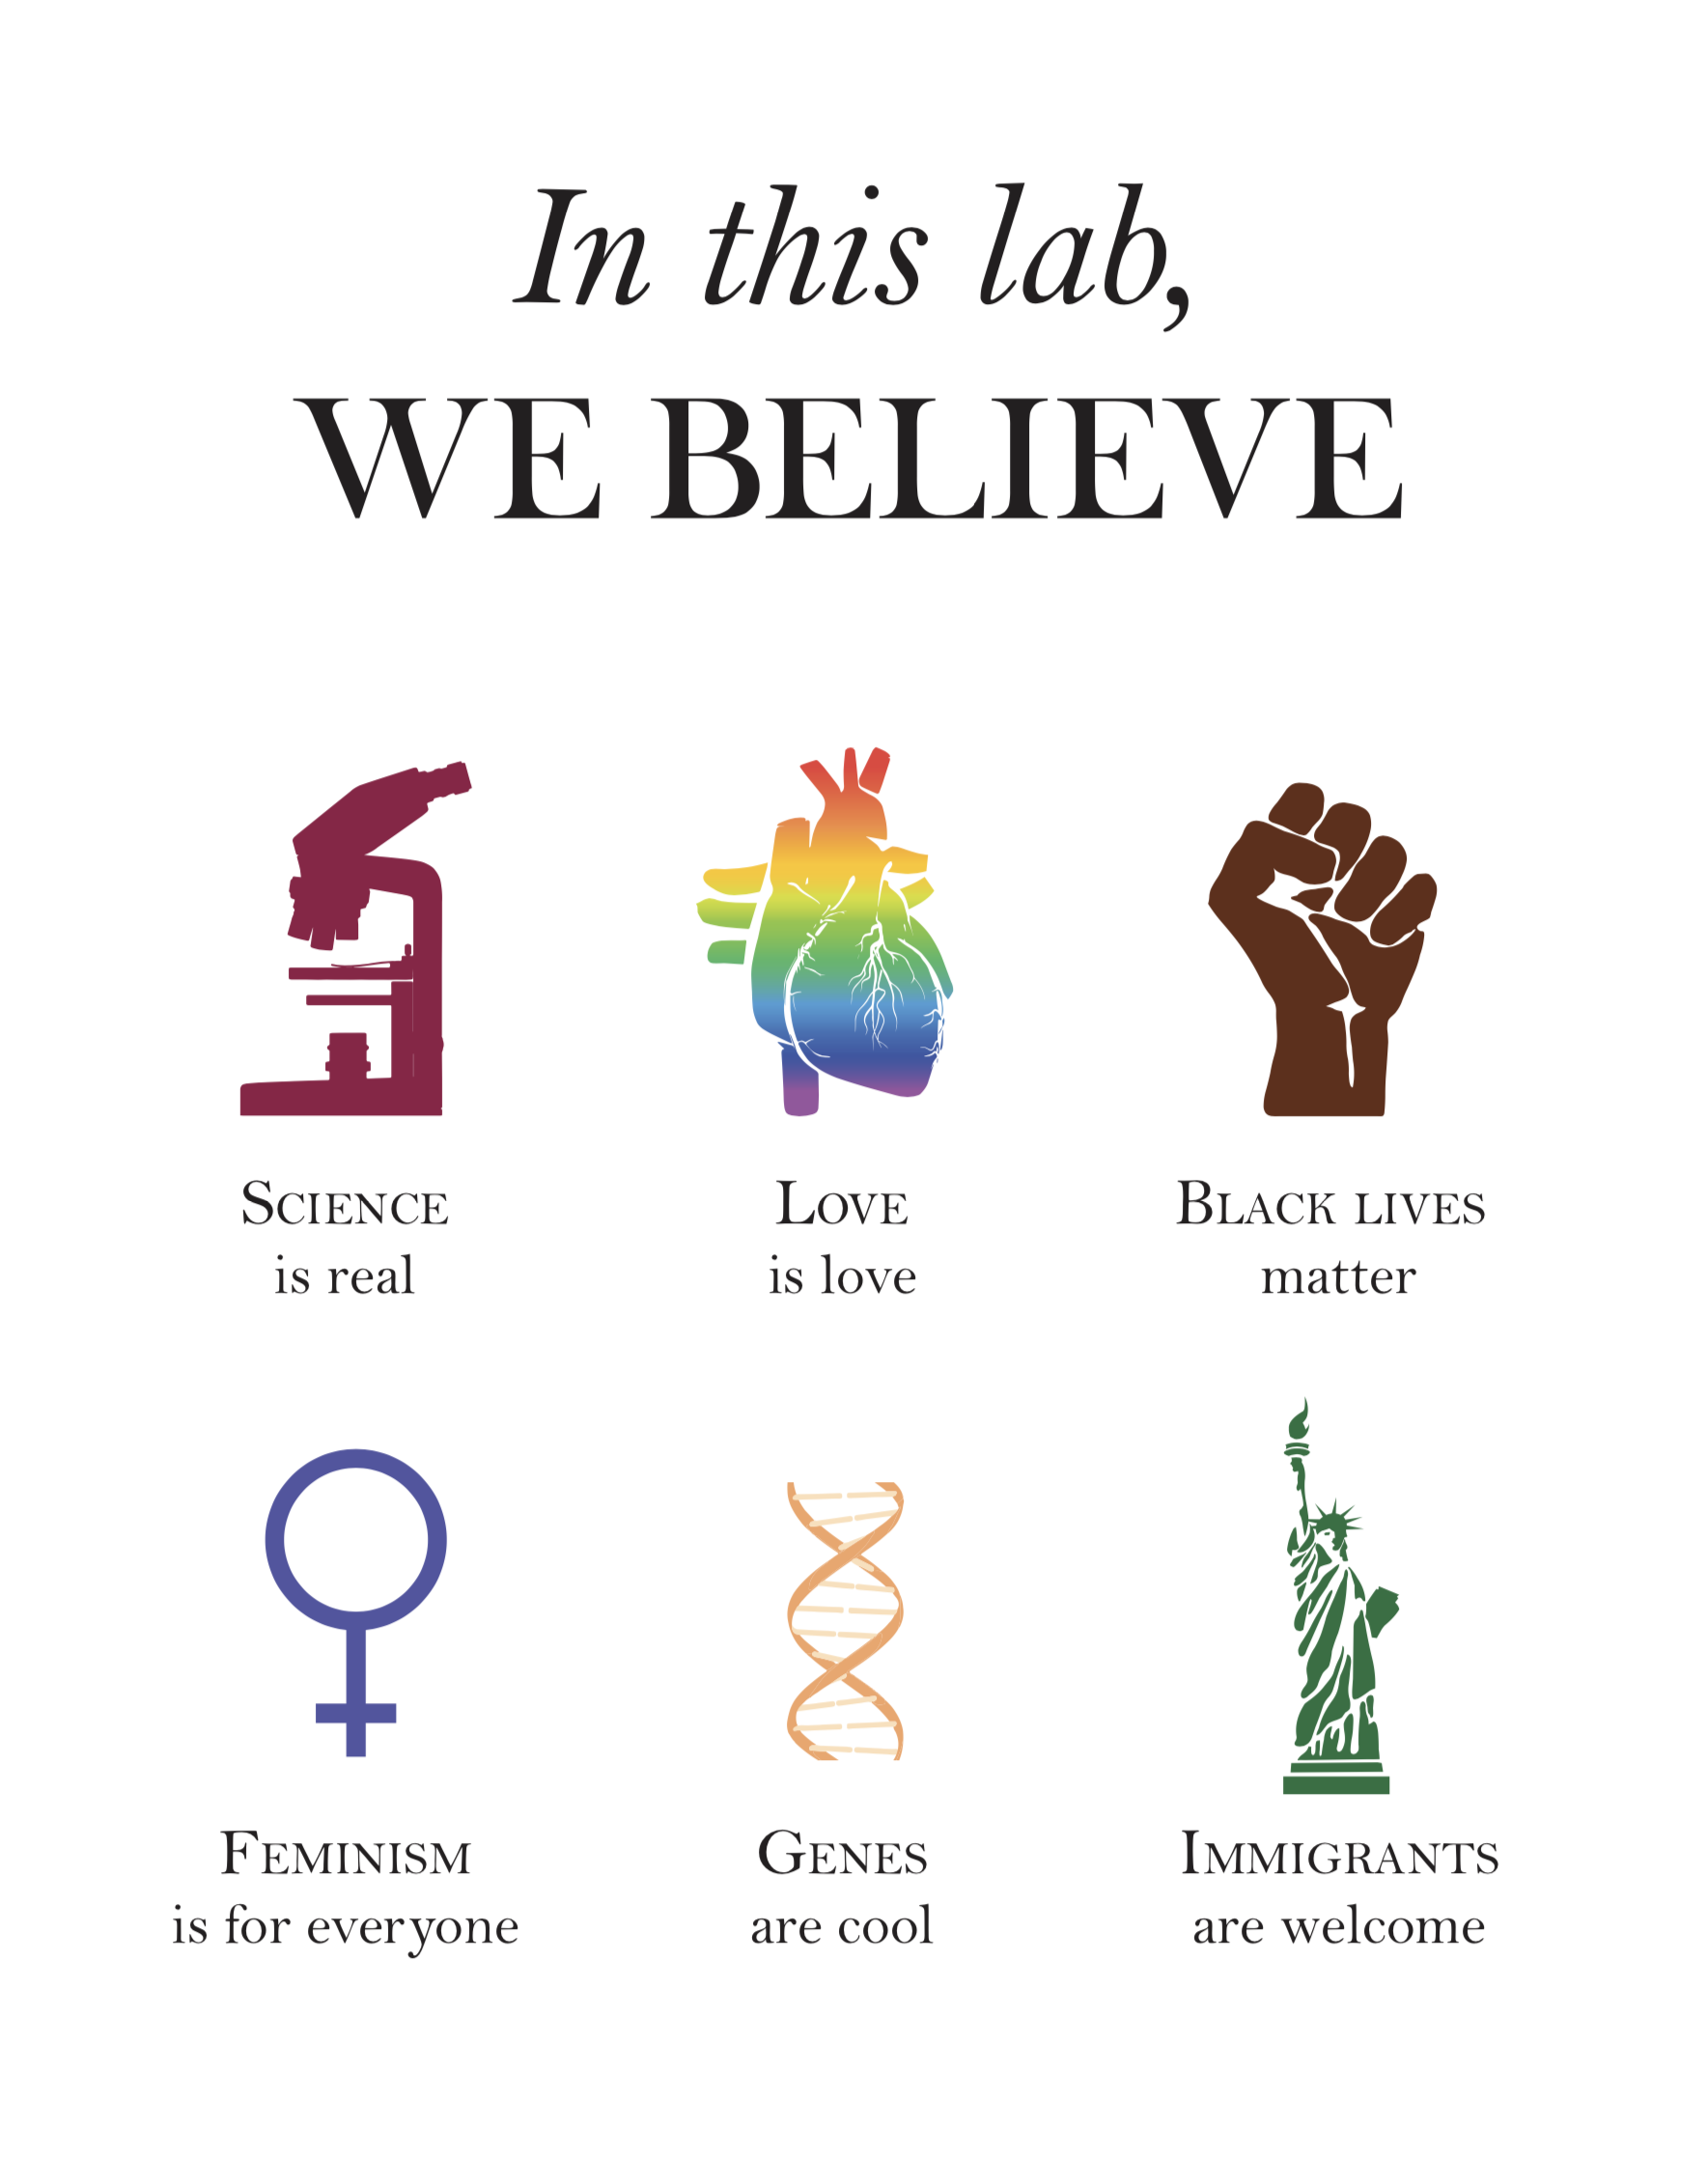 In this lab,
WE BELIEVE
SCIENCE
is real
LOVE
is love
BLACK LIVES
matter
FEMINISM
is for everyone
GENES
are cool
IMMIGRANTS
are welcome